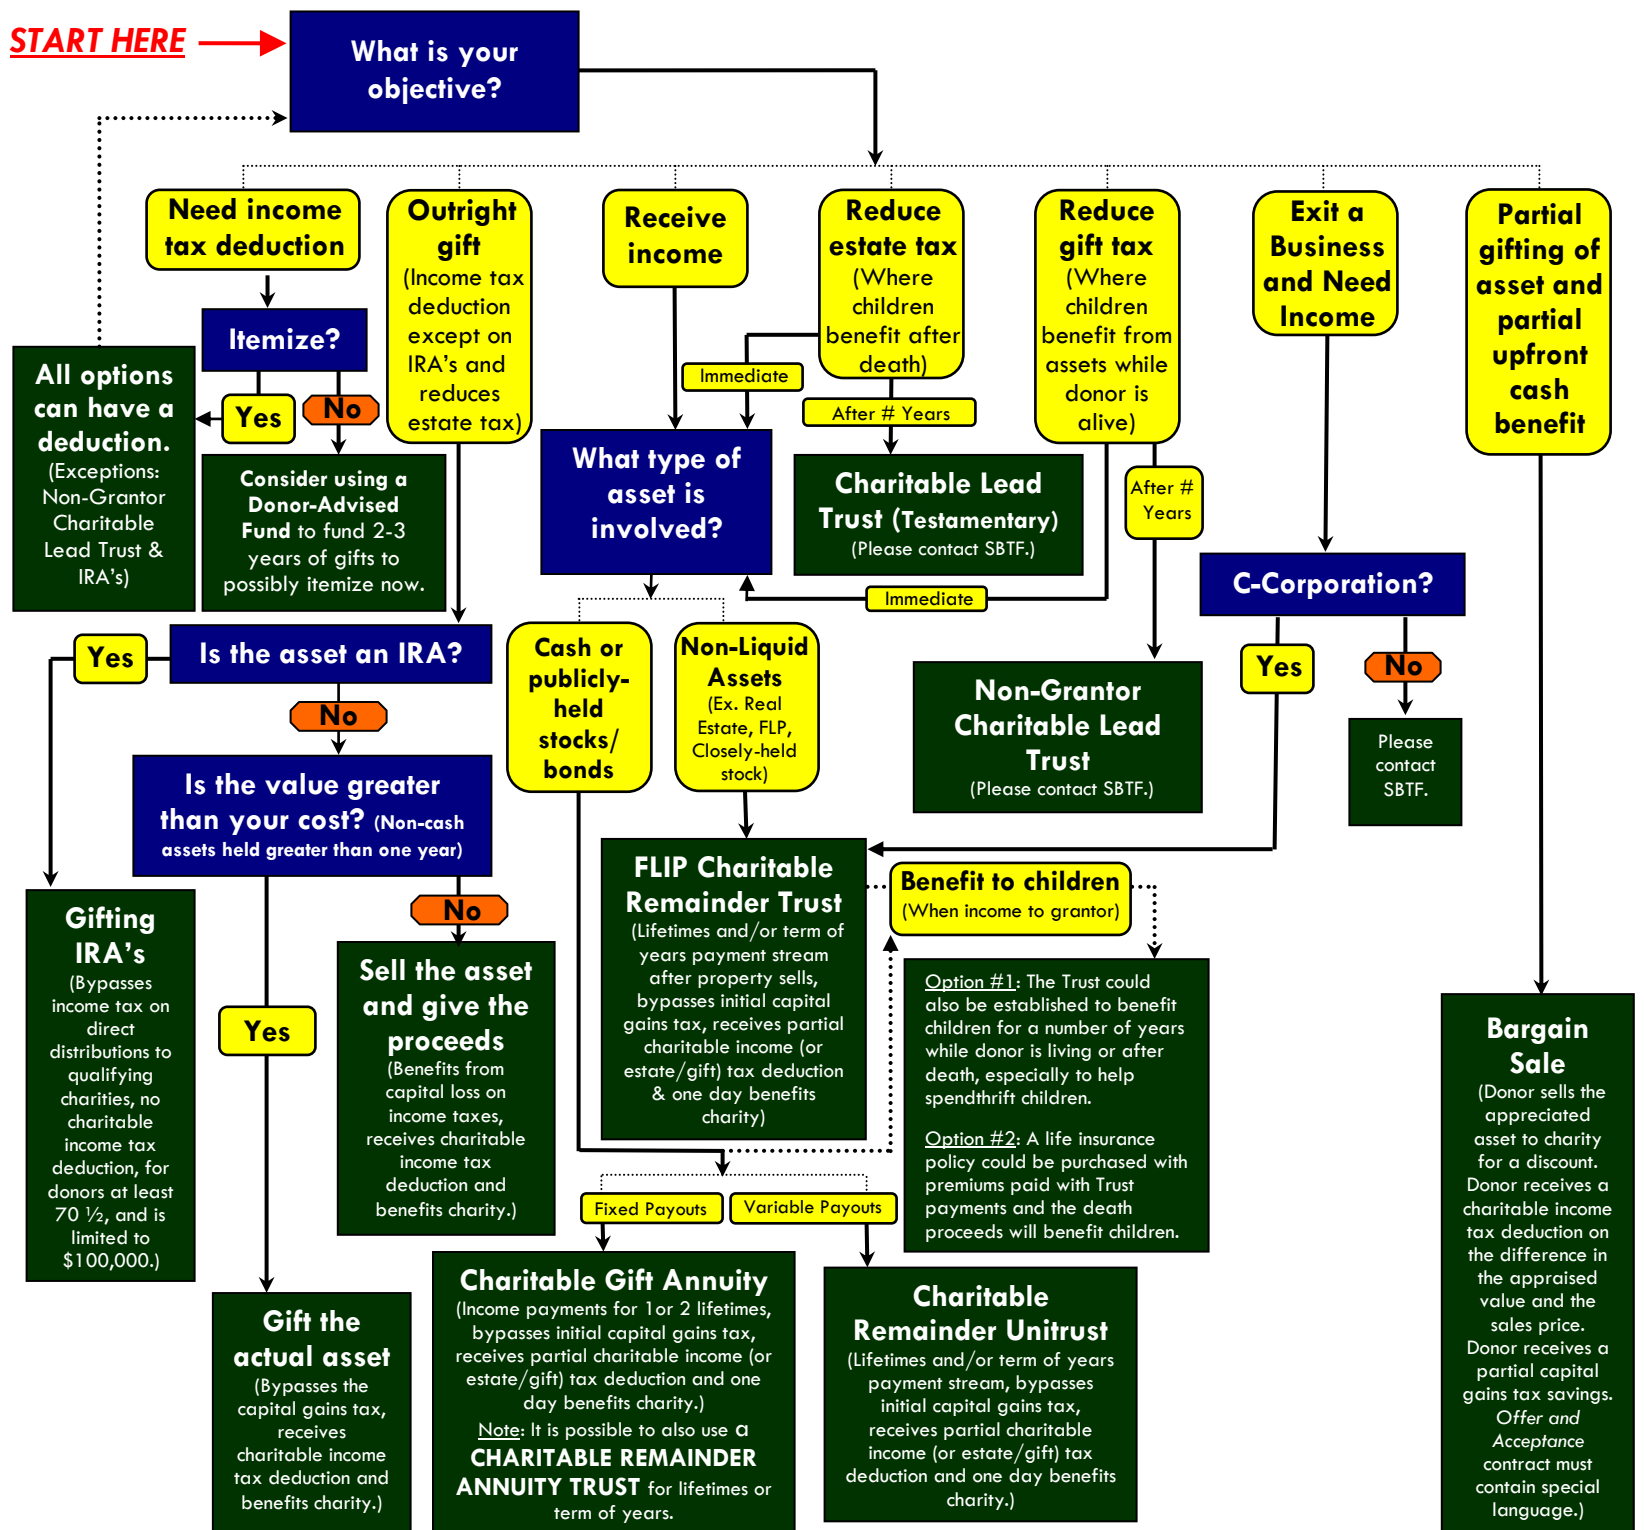 START HERE
What is your
objective?
Need income
tax deduction
Outright
gift
(Income tax
deduction
except on
IRA's and
reduces
estate tax)
Receive
income
Reduce
estate tax
(Where
children
benefit after
death)
Reduce
gift tax
(Where
children
benefit from
assets while
donor is
alive)
Exit a
Business
and Need
Income
Partial
gifting of
asset and
partial
upfront
cash
benefit
Itemize?
Yes
No
All options
can have a
deduction.
(Exceptions:
Non-Grantor
Charitable
Lead Trust &
IRA's)
Consider using a
Donor-Advised
Fund to fund 2-3
years of gifts to
possibly itemize now.
Immediate
After # Years
What type of
asset is
involved?
Charitable Lead
Trust (Testamentary)
(Please contact SBTF.)
After #
Years
Immediate
C-Corporation?
Yes
No
Is the asset an IRA?
Yes
No
Cash or
publicly-
held
stocks/
bonds
Non-Liquid
Assets
(Ex. Real
Estate, FLP,
Closely-held
stock)
Non-Grantor
Charitable Lead
Trust
(Please contact SBTF.)
Please
contact
SBTF.
Is the value greater
than your cost? (Non-cash
assets held greater than one year)
Yes
No
Gifting
IRA's
(Bypasses
income tax on
direct
distributions to
qualifying
charities, no
charitable
income tax
deduction, for
donors at least
70 ½, and is
limited to
$100,000.)
Sell the asset
and give the
proceeds
(Benefits from
capital loss on
income taxes,
receives charitable
income tax
deduction and
benefits charity.)
FLIP Charitable
Remainder Trust
(Lifetimes and/or term of
years payment stream
after property sells,
bypasses initial capital
gains tax, receives partial
charitable income (or
estate/gift) tax deduction
& one day benefits
charity)
Benefit to children
(When income to grantor)
Option #1: The Trust could
also be established to benefit
children for a number of years
while donor is living or after
death, especially to help
spendthrift children.
Option #2: A life insurance
policy could be purchased with
premiums paid with Trust
payments and the death
proceeds will benefit children.
Bargain
Sale
(Donor sells the
appreciated
asset to charity
for a discount.
Donor receives a
charitable income
tax deduction on
the difference in
the appraised
value and the
sales price.
Donor receives a
partial capital
gains tax savings.
Offer and
Acceptance
contract must
contain special
language.)
Fixed Payouts
Variable Payouts
Gift the
actual asset
(Bypasses the
capital gains tax,
receives
charitable income
tax deduction and
benefits charity.)
Charitable Gift Annuity
(Income payments for 1or 2 lifetimes,
bypasses initial capital gains tax,
receives partial charitable income (or
estate/gift) tax deduction and one
day benefits charity.)
Note: It is possible to also use a
CHARITABLE REMAINDER
ANNUITY TRUST for lifetimes or
term of years.
Charitable
Remainder Unitrust
(Lifetimes and/or term of years
payment stream, bypasses
initial capital gains tax,
receives partial charitable
income (or estate/gift) tax
deduction and one day benefits
charity.)